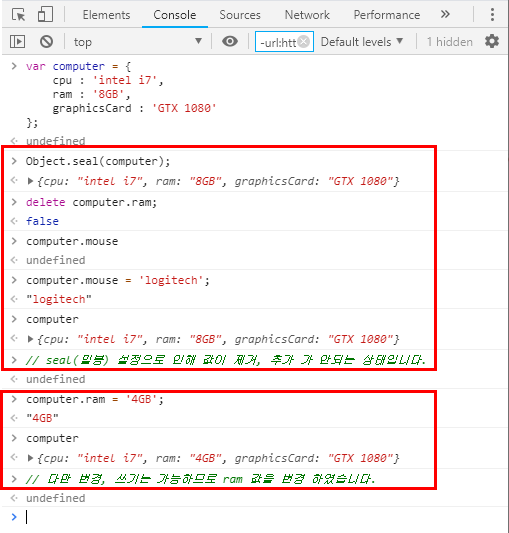 Elements Console Sources Network Performance »
top -url:htt Default levels 1 hidden
var computer = {
cpu : 'intel i7',
ram : '8GB',
graphicsCard : 'GTX 1080'
};
undefined
Object.seal(computer);
{cpu: "intel i7", ram: "8GB", graphicsCard: "GTX 1080"}
delete computer.ram;
false
computer.mouse
undefined
computer.mouse = 'logitech';
"logitech"
computer
{cpu: "intel i7", ram: "8GB", graphicsCard: "GTX 1080"}
// seal(밀봉) 설정으로 인해 값이 제거, 추가 가 안되는 상태입니다.
undefined
computer.ram = '4GB';
"4GB"
computer
{cpu: "intel i7", ram: "4GB", graphicsCard: "GTX 1080"}
// 다만 변경, 쓰기는 가능하므로 ram 값을 변경 하였습니다.
undefined